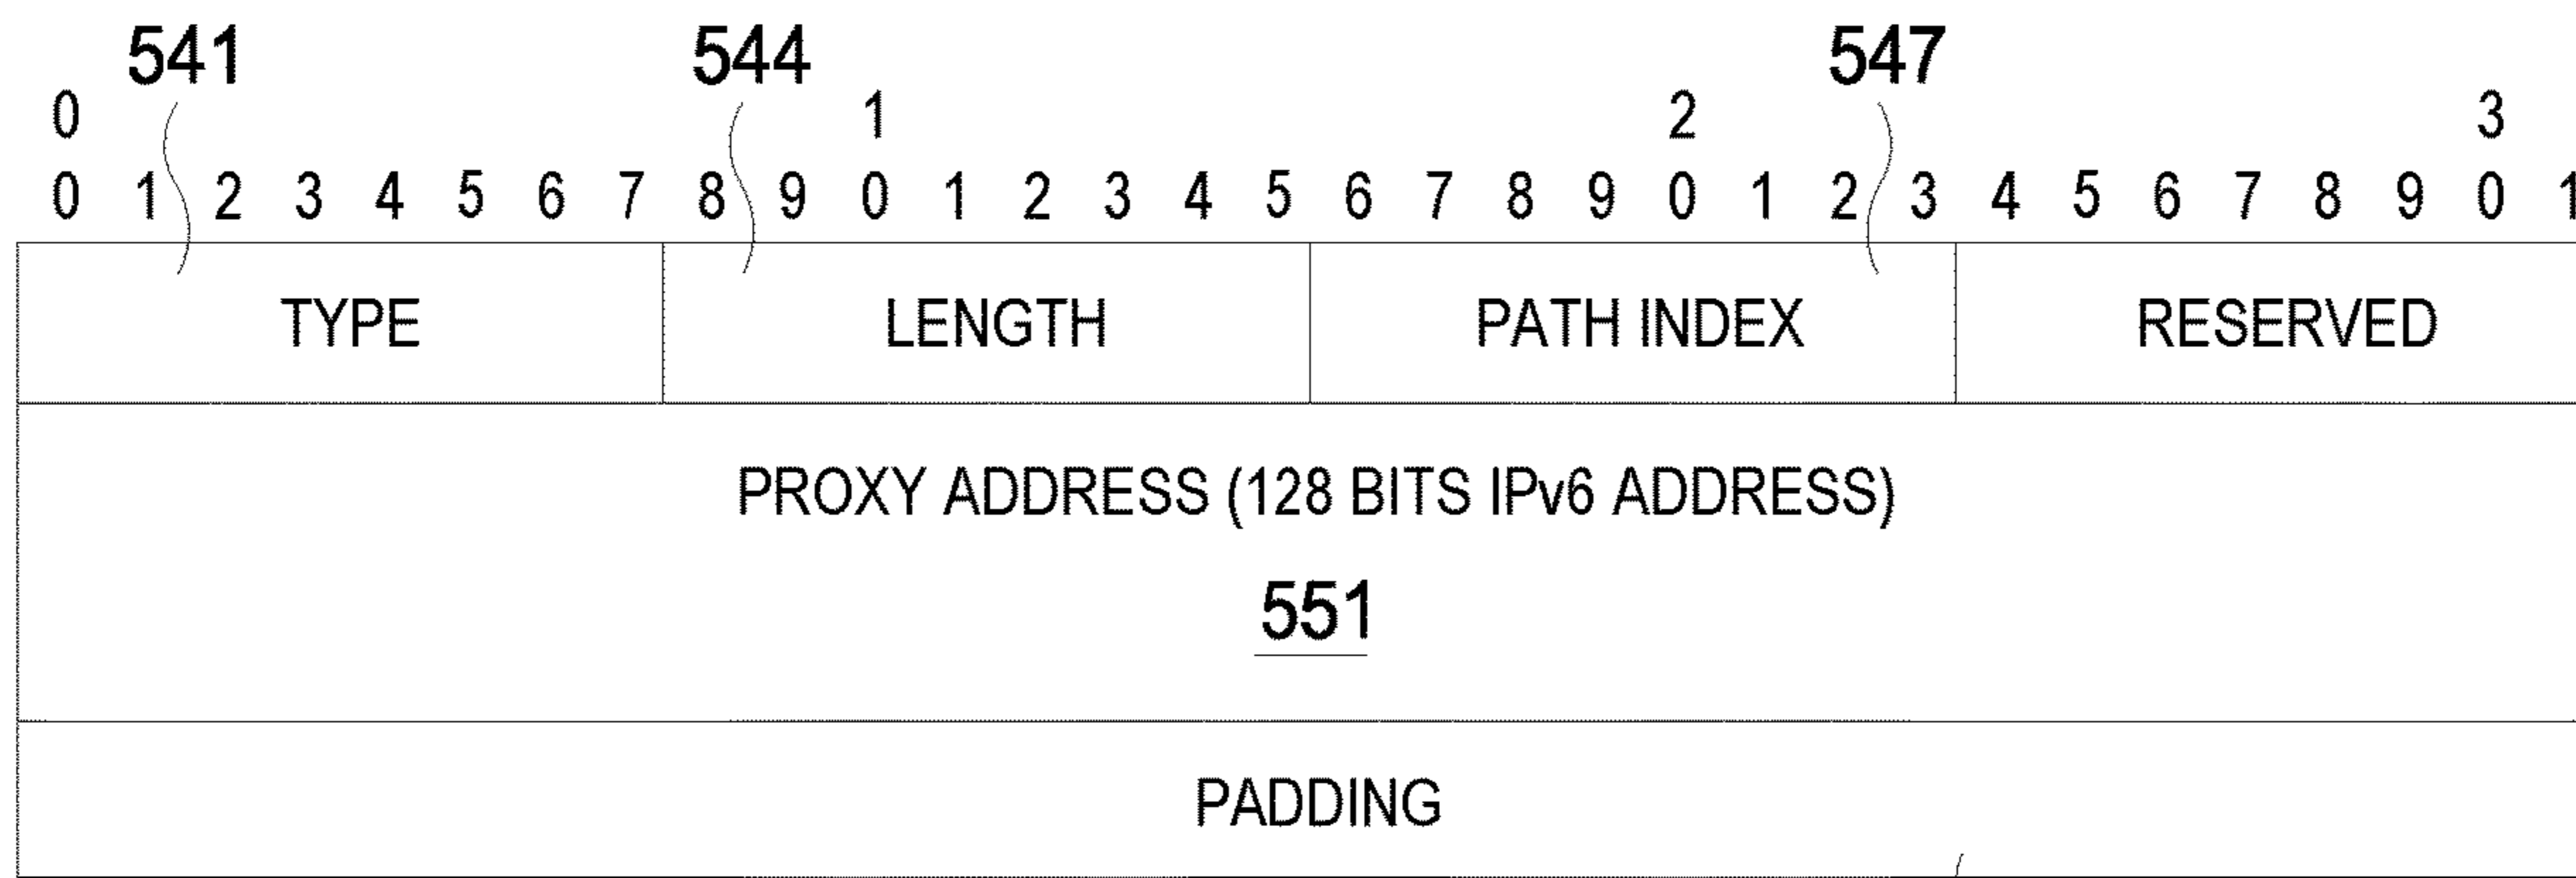 541 544 547
0 1 2 3
0 1 2 3 4 5 6 7 8 9 0 1 2 3 4 5 6 7 8 9 0 1 2 3 4 5 6 7 8 9 0 1
TYPE LENGTH PATH INDEX RESERVED
PROXY ADDRESS (128 BITS IPv6 ADDRESS)
551
PADDING